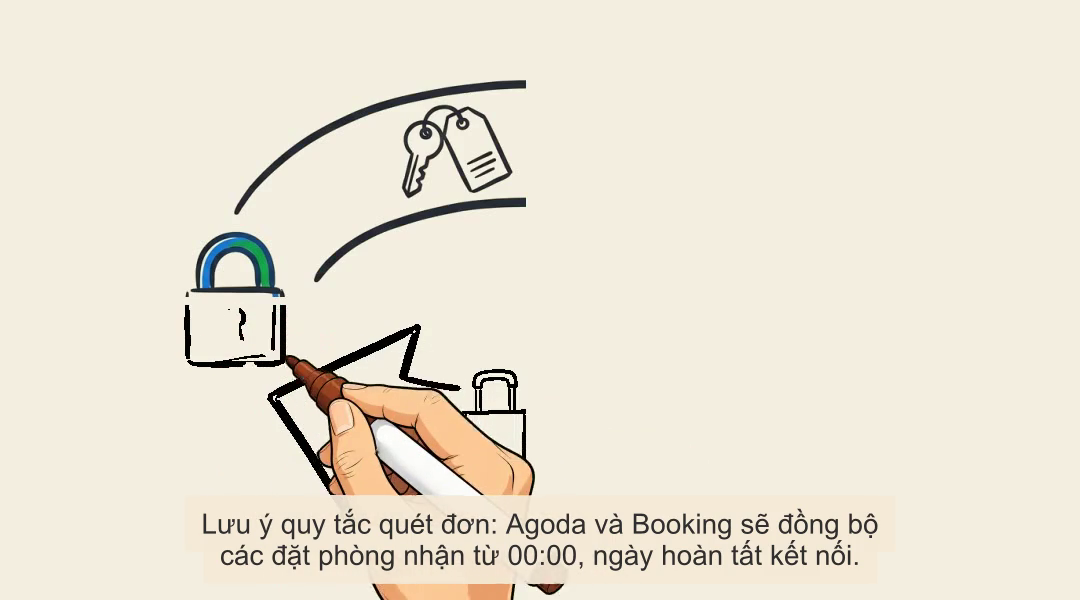 Lưu ý quy tắc quét đơn: Agoda và Booking sẽ đồng bộ
các đặt phòng nhận từ 00:00, ngày hoàn tất kết nối.